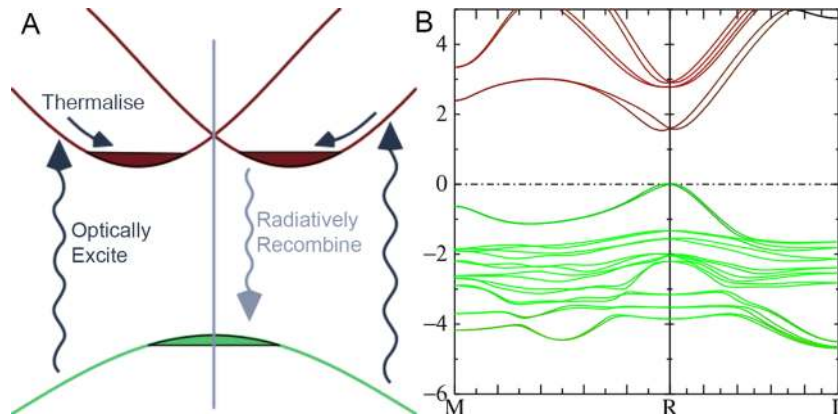 A
Thermalise
Optically
Excite
Radiatively
Recombine
B
4
2
0
−2
−4
−6
M
R